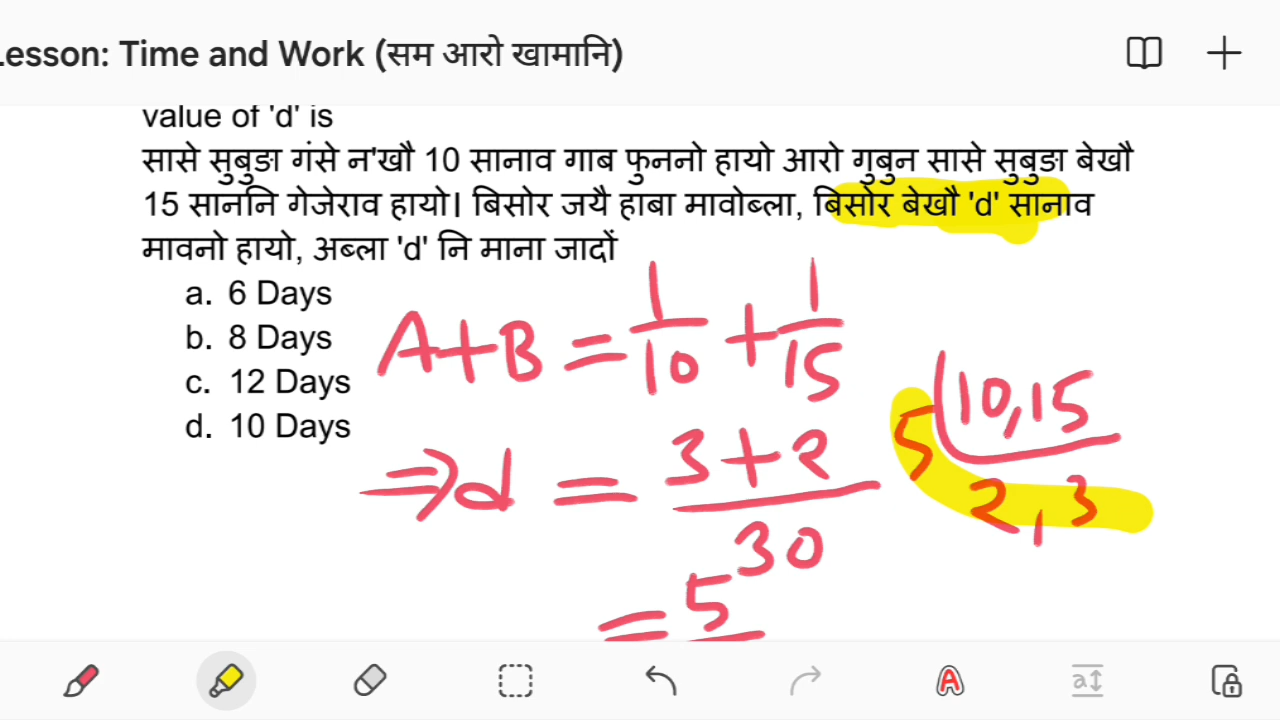 Lesson: Time and Work (सम आरो खामानि)
value of 'd' is
सासे सुबुङा गंसे न'खौ 10 सानाव गाब फुननो हायो आरो गुबुन सासे सुबुङा बेखौ
15 साननि गेजेराव हायो। बिसोर जयै हाबा मावोब्ला, बिसोर बेखौ 'd' सानाव
मावनो हायो, अब्ला 'd' नि माना जादों
a. 6 Days
b. 8 Days
c. 12 Days
d. 10 Days
A+B = 1/10 + 1/15
5 10,15
2,3
⇒ d = 3+2/30
= 5